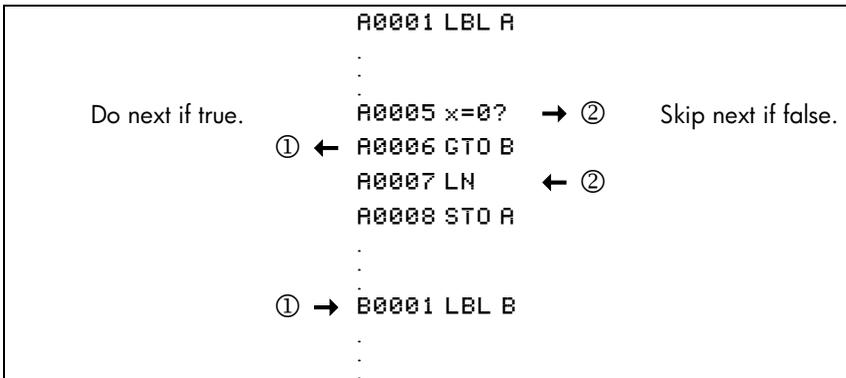 A0001 LBL A
.
.
.
Do next if true. A0005 x=0? → ② Skip next if false.
① ← A0006 GTO B
A0007 LN ← ②
A0008 STO A
.
.
.
① → B0001 LBL B
.
.
.